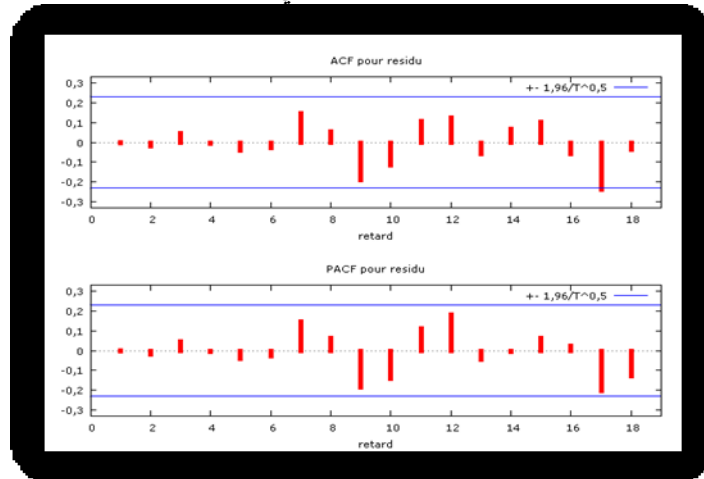 ACF pour residu
+- 1,96/T^0,5
0,3
0,2
0,1
0
-0,1
-0,2
-0,3
0 2 4 6 8 10 12 14 16 18
retard
PACF pour residu
+- 1,96/T^0,5
0,3
0,2
0,1
0
-0,1
-0,2
-0,3
0 2 4 6 8 10 12 14 16 18
retard